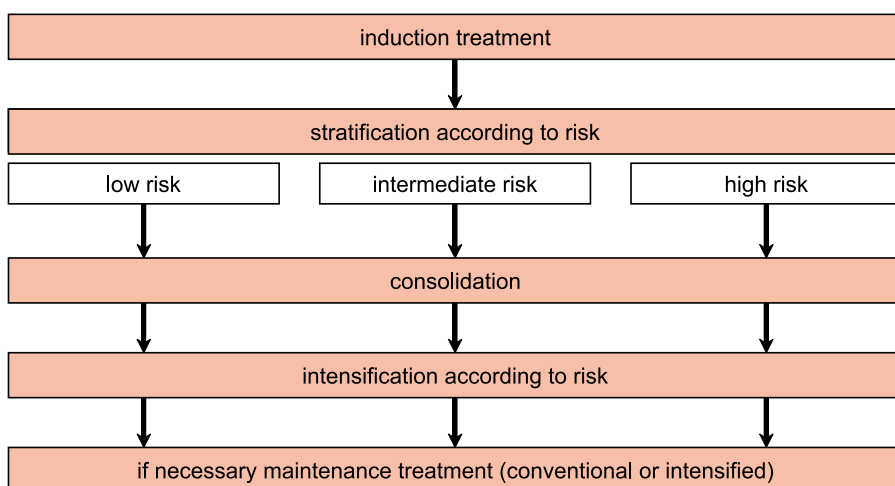 induction treatment
stratification according to risk
low risk
intermediate risk
high risk
consolidation
intensification according to risk
if necessary maintenance treatment (conventional or intensified)